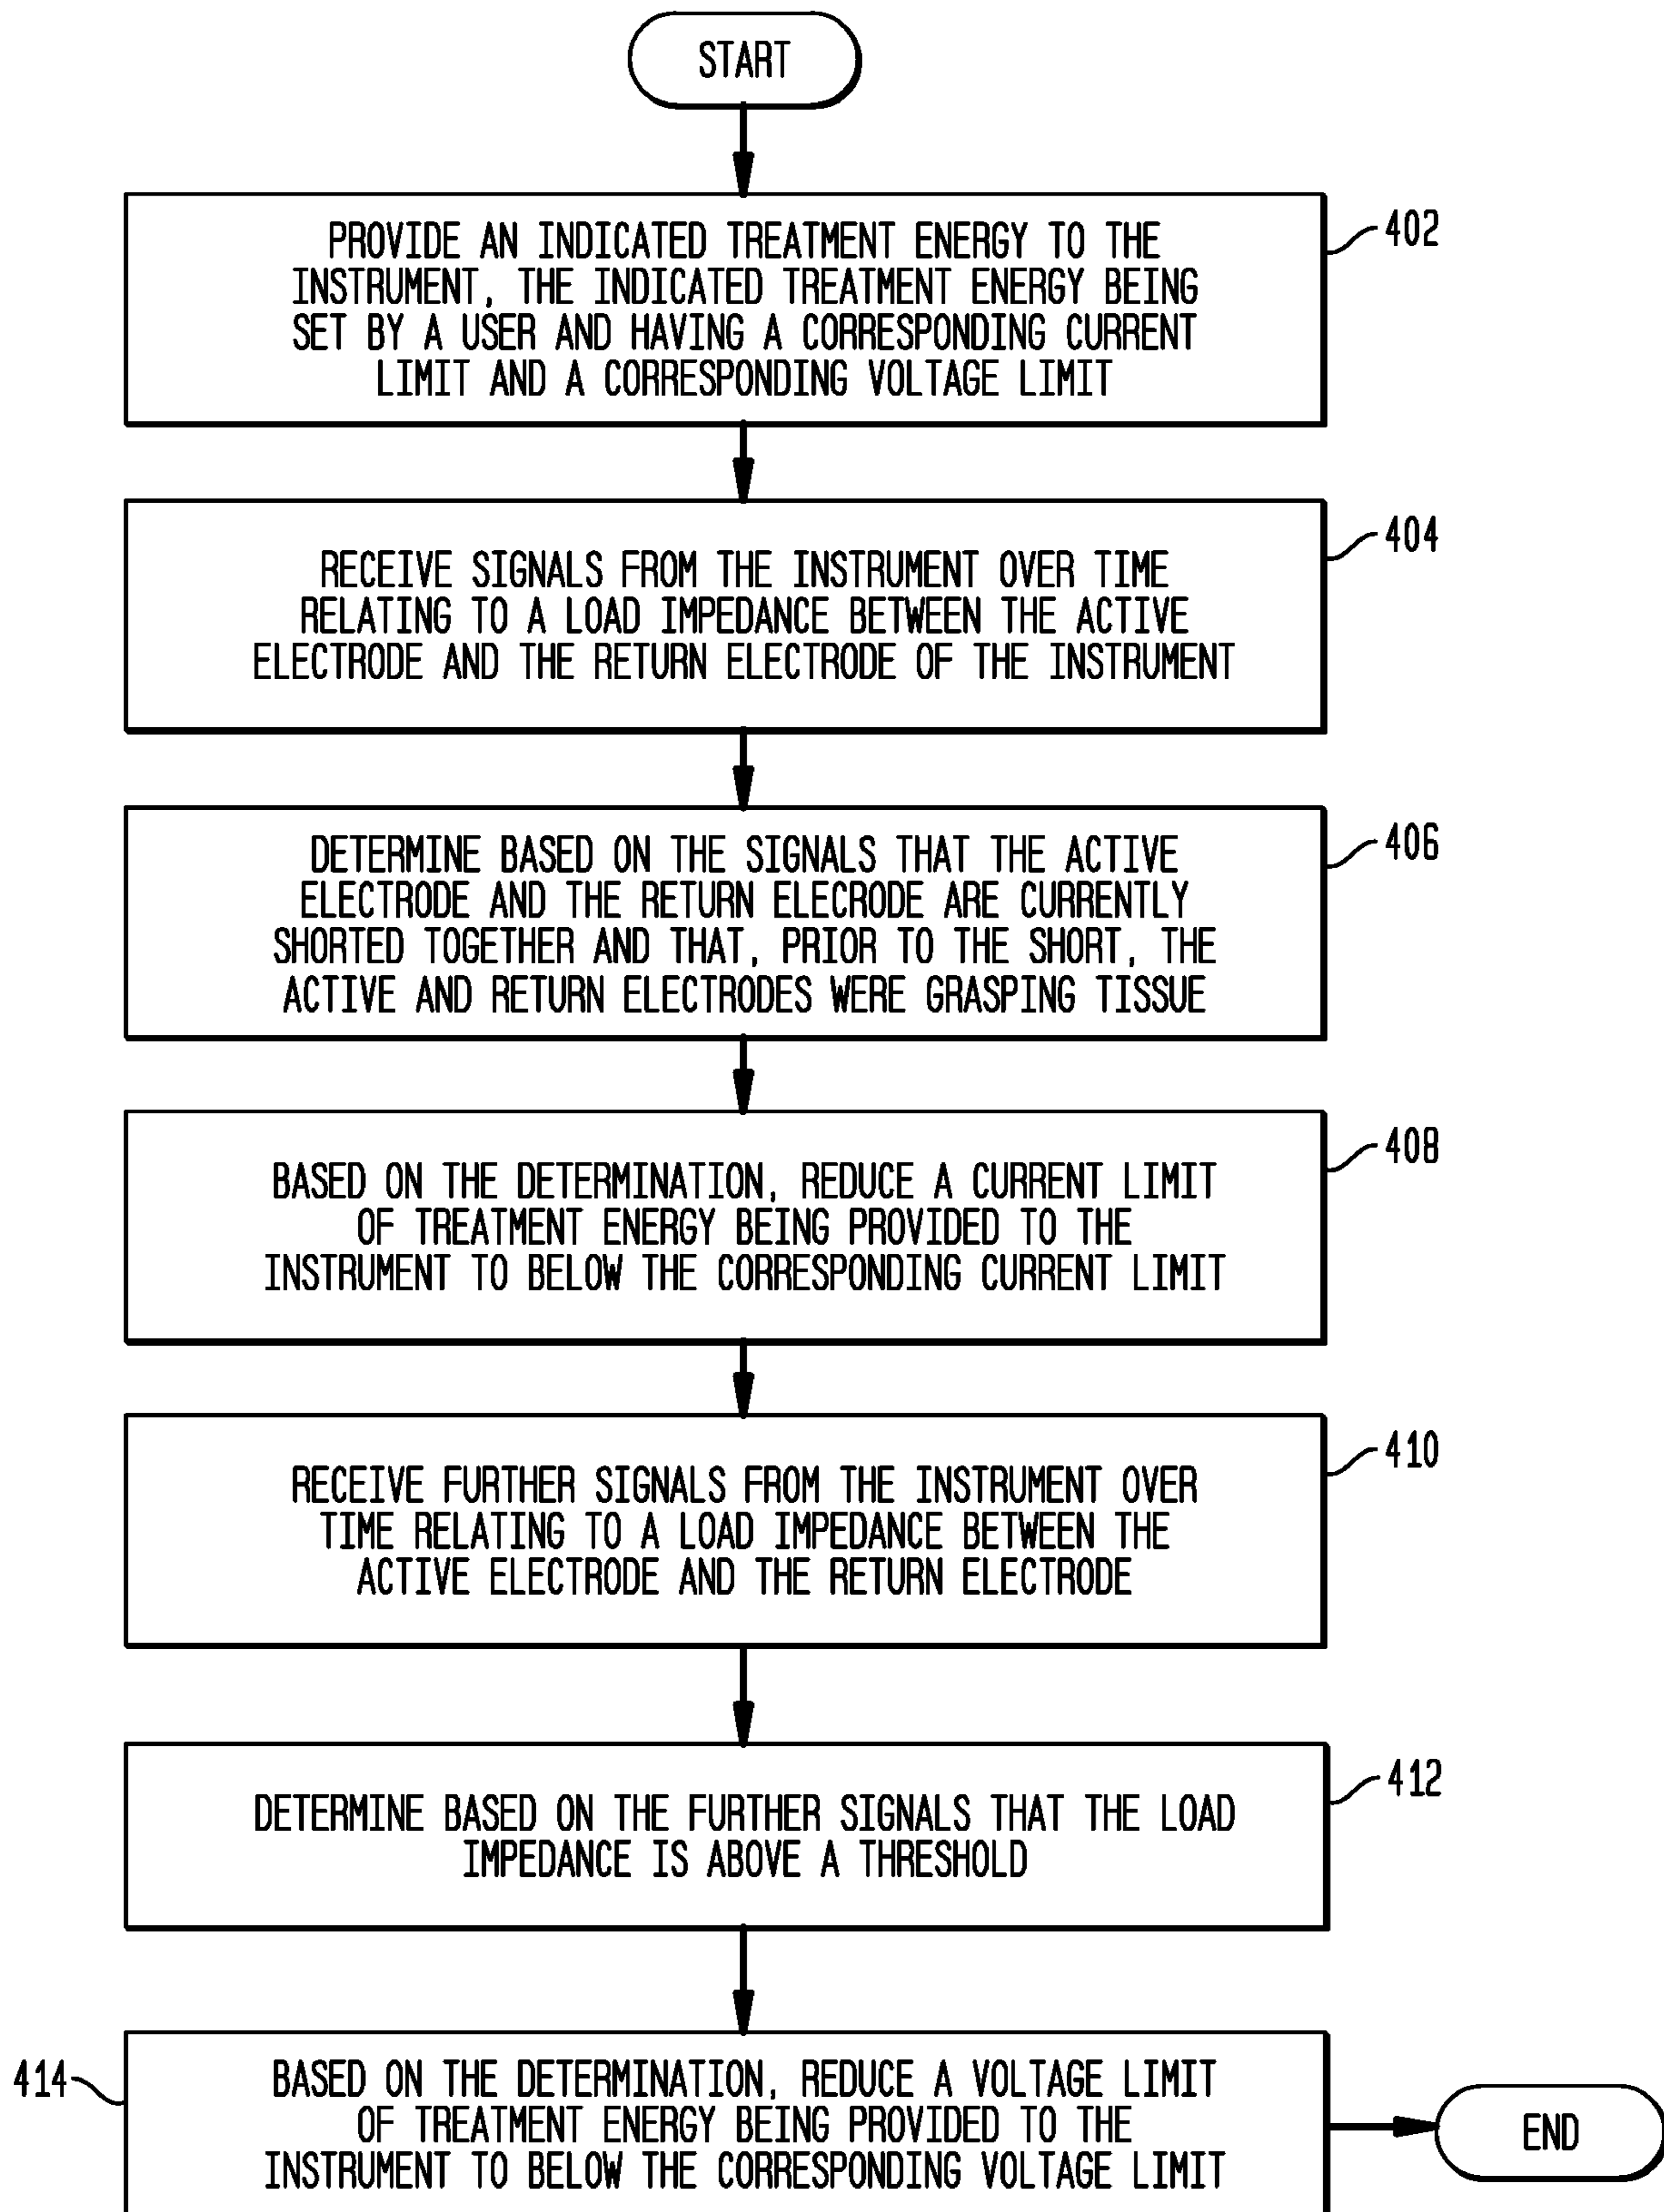 START
PROVIDE AN INDICATED TREATMENT ENERGY TO THE
INSTRUMENT, THE INDICATED TREATMENT ENERGY BEING
SET BY A USER AND HAVING A CORRESPONDING CURRENT
LIMIT AND A CORRESPONDING VOLTAGE LIMIT
402
RECEIVE SIGNALS FROM THE INSTRUMENT OVER TIME
RELATING TO A LOAD IMPEDANCE BETWEEN THE ACTIVE
ELECTRODE AND THE RETURN ELECTRODE OF THE INSTRUMENT
404
DETERMINE BASED ON THE SIGNALS THAT THE ACTIVE
ELECTRODE AND THE RETURN ELECRODE ARE CURRENTLY
SHORTED TOGETHER AND THAT, PRIOR TO THE SHORT, THE
ACTIVE AND RETURN ELECTRODES WERE GRASPING TISSUE
406
BASED ON THE DETERMINATION, REDUCE A CURRENT LIMIT
OF TREATMENT ENERGY BEING PROVIDED TO THE
INSTRUMENT TO BELOW THE CORRESPONDING CURRENT LIMIT
408
RECEIVE FURTHER SIGNALS FROM THE INSTRUMENT OVER
TIME RELATING TO A LOAD IMPEDANCE BETWEEN THE
ACTIVE ELECTRODE AND THE RETURN ELECTRODE
410
DETERMINE BASED ON THE FURTHER SIGNALS THAT THE LOAD
IMPEDANCE IS ABOVE A THRESHOLD
412
414
BASED ON THE DETERMINATION, REDUCE A VOLTAGE LIMIT
OF TREATMENT ENERGY BEING PROVIDED TO THE
INSTRUMENT TO BELOW THE CORRESPONDING VOLTAGE LIMIT
END